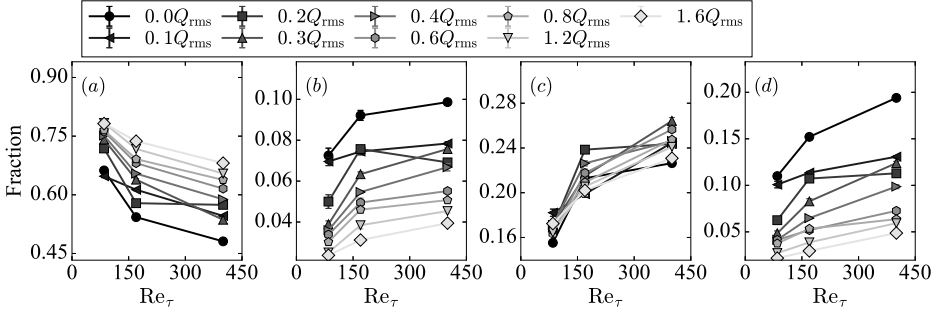 0.0Q_rms 0.2Q_rms 0.4Q_rms 0.8Q_rms 1.6Q_rms
0.1Q_rms 0.3Q_rms 0.6Q_rms 1.2Q_rms
(a)
Fraction
0.90
0.75
0.60
0.45
0 150 300 450
Re_τ
(b)
0.10
0.08
0.06
0.04
0 150 300 450
Re_τ
(c)
0.28
0.24
0.20
0.16
0 150 300 450
Re_τ
(d)
0.20
0.15
0.10
0.05
0 150 300 450
Re_τ